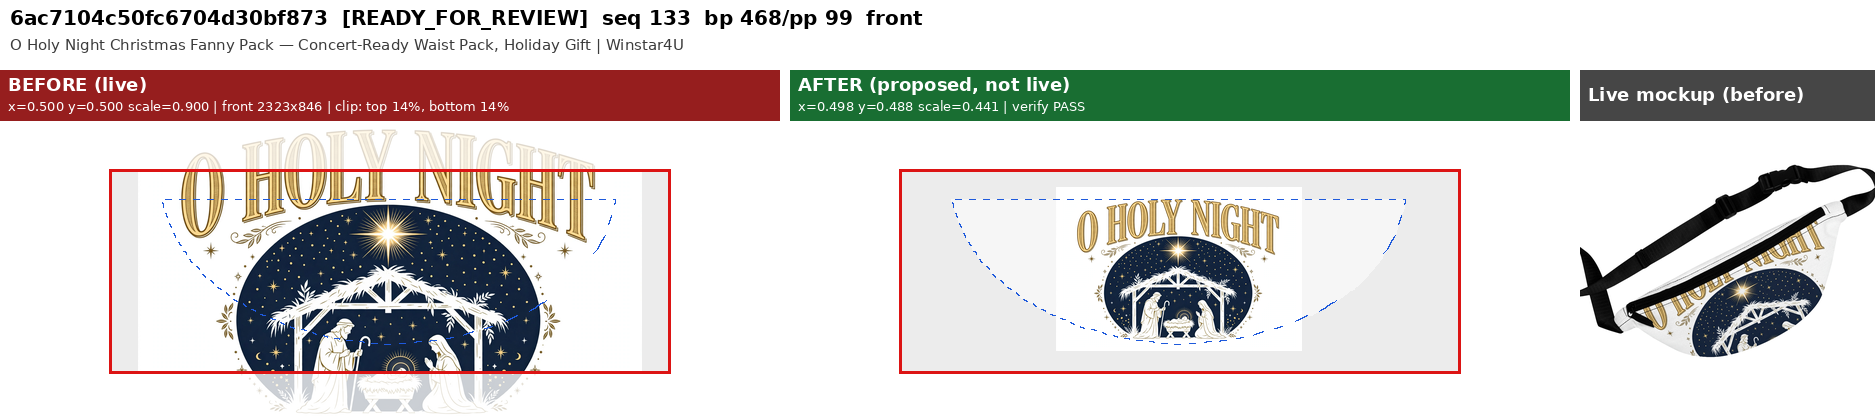 6ac7104c50fc6704d30bf873  [READY_FOR_REVIEW]  seq 133  bp 468/pp 99  front
O Holy Night Christmas Fanny Pack — Concert-Ready Waist Pack, Holiday Gift | Winstar4U
BEFORE (live)
x=0.500 y=0.500 scale=0.900 | front 2323x846 | clip: top 14%, bottom 14%
AFTER (proposed, not live)
x=0.498 y=0.488 scale=0.441 | verify PASS
Live mockup (before)
O HOLY NIGHT
O HOLY NIGHT
O HOLY NIGHT